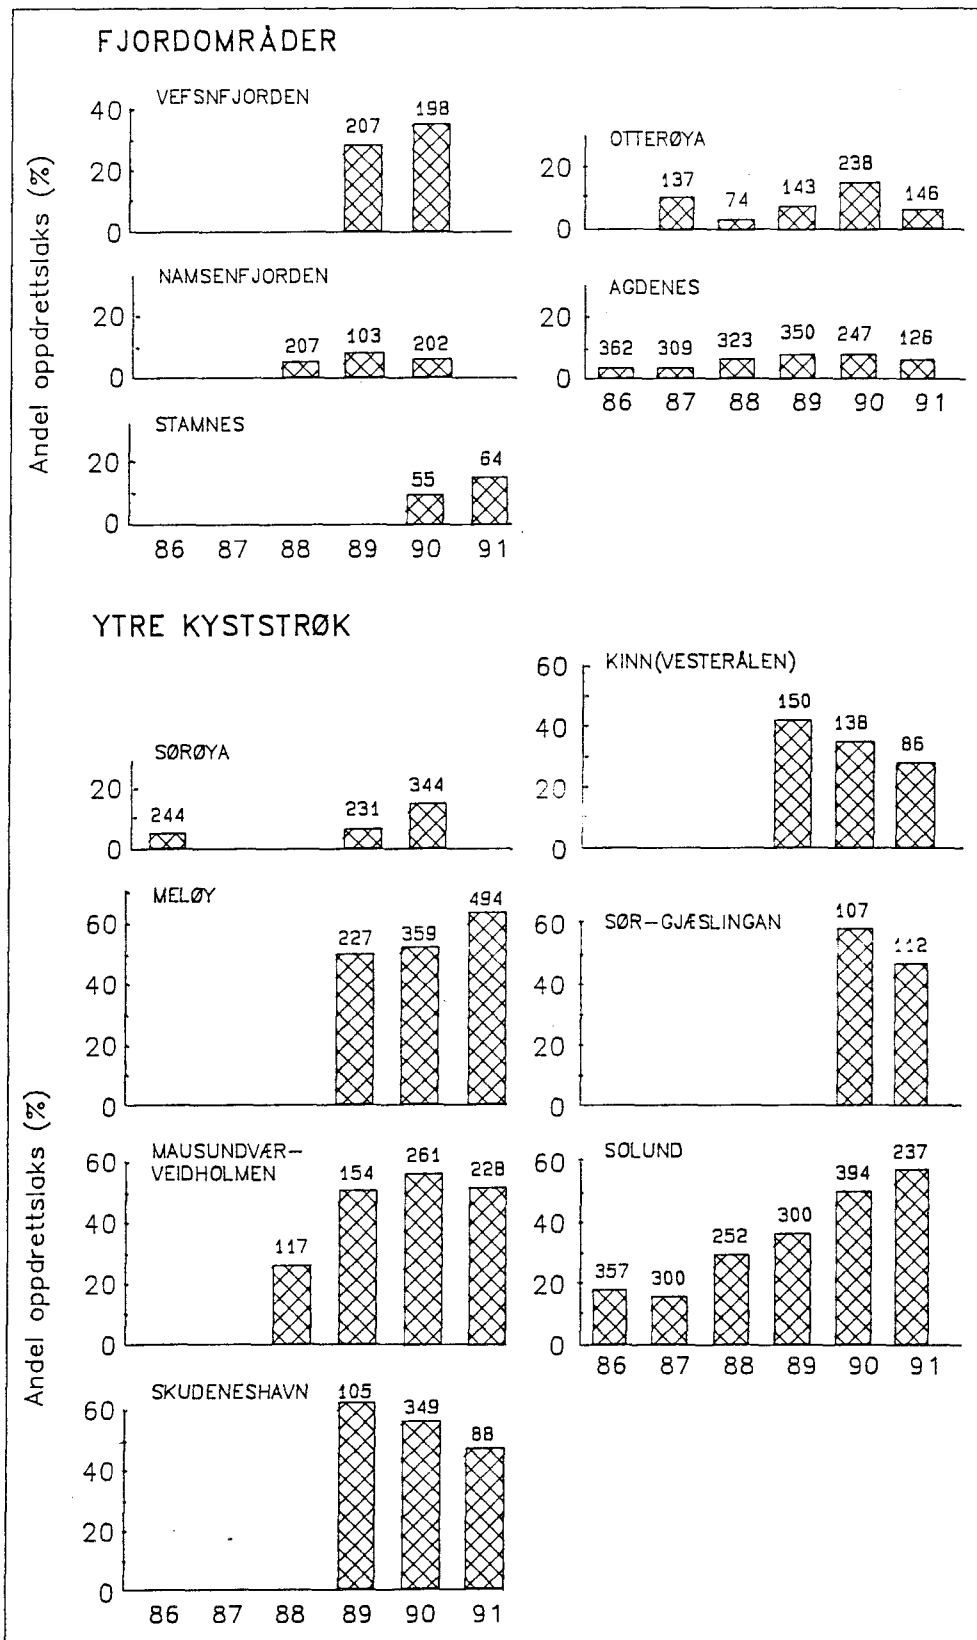 FJORDOMRÅDER
Andel oppdrettslaks (%)
VEFSNFJORDEN
40
20
0
207 198
OTTERØYA
20
0
137 74 143 238 146
NAMSENFJORDEN
20
0
207 103 202
AGDENES
20
0
362 309 323 350 247 126
86 87 88 89 90 91
STAMNES
20
0
55 64
86 87 88 89 90 91
YTRE KYSTSTRØK
Andel oppdrettslaks (%)
SØRØYA
20
0
244 231 344
KINN(VESTERÅLEN)
60
40
20
0
150 138 86
MELØY
60
40
20
0
227 359 494
SØR-GJÆSLINGAN
60
40
20
0
107 112
MAUSUNDVÆR-
VEIDHOLMEN
60
40
20
0
117 154 261 228
SOLUND
60
40
20
0
357 300 252 300 394 237
86 87 88 89 90 91
SKUDENESHAVN
60
40
20
0
105 349 88
86 87 88 89 90 91